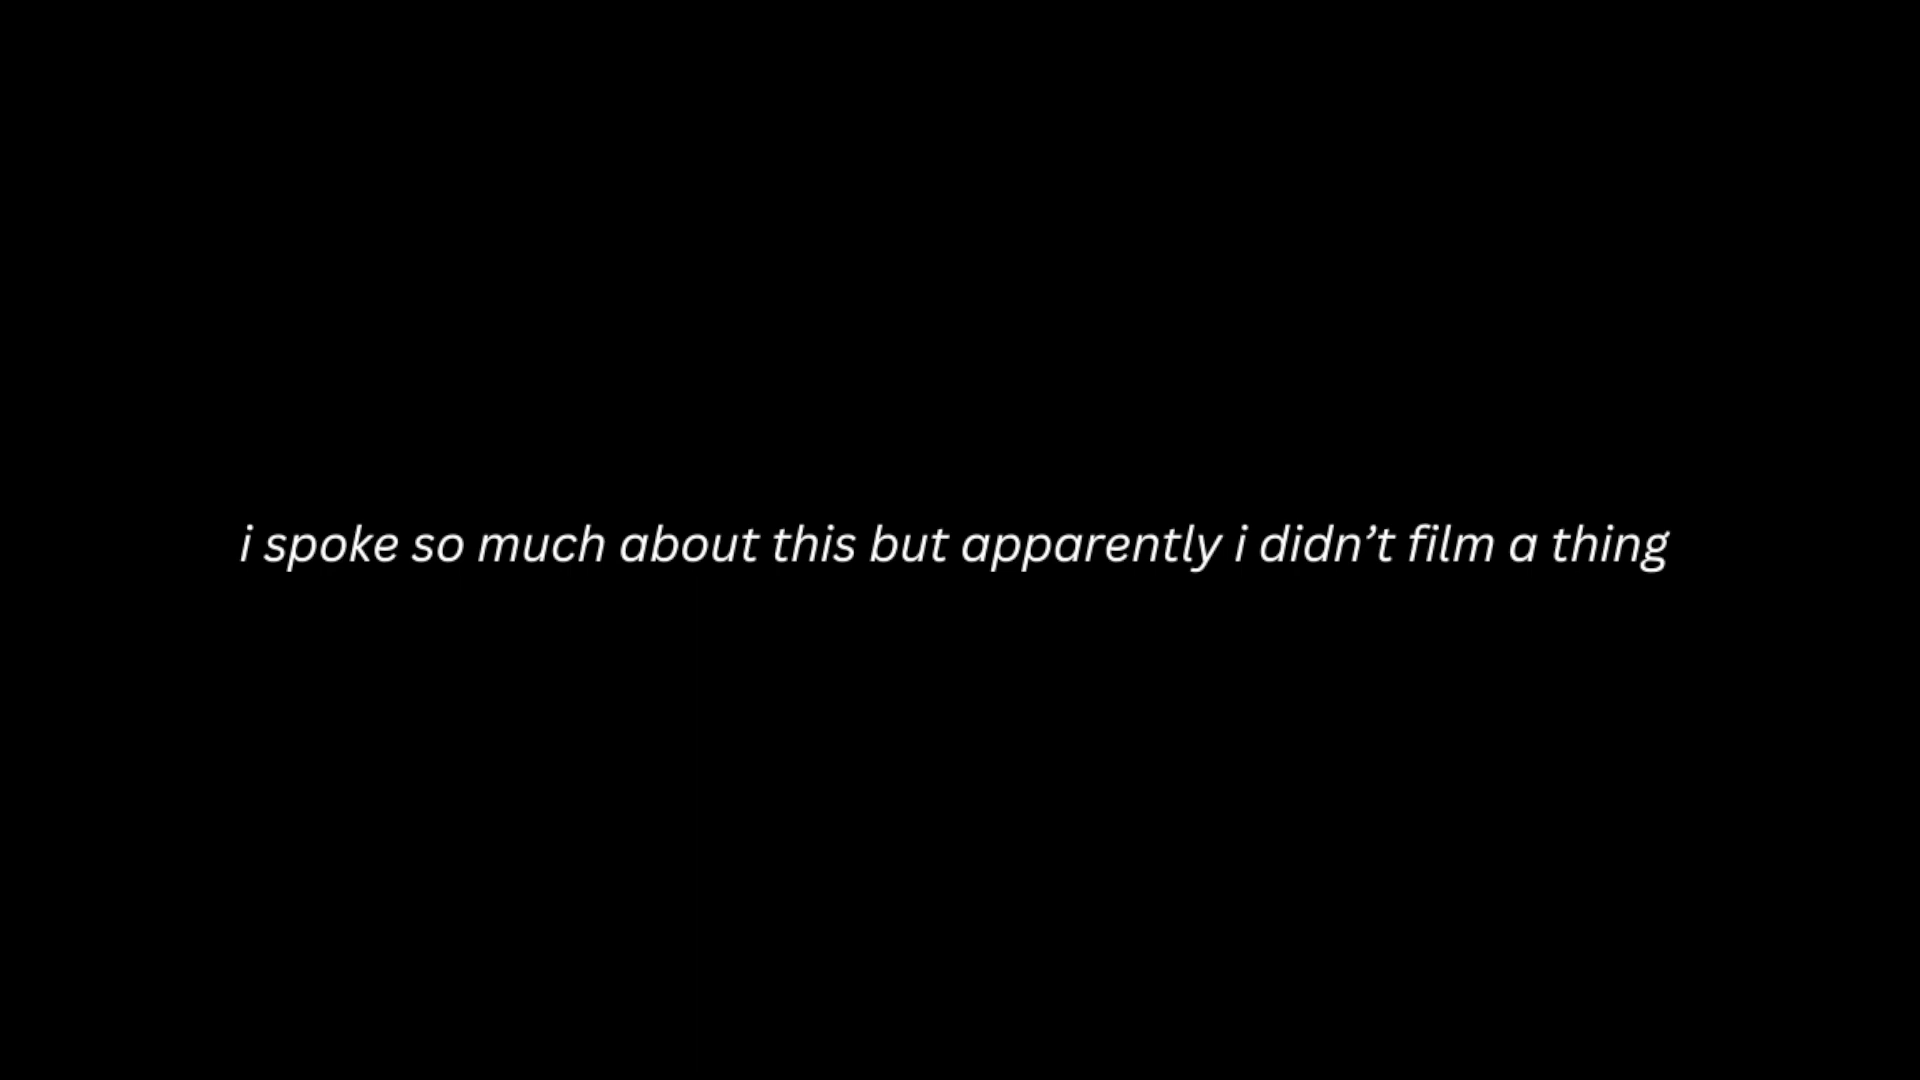 i spoke so much about this but apparently i didn’t film a thing